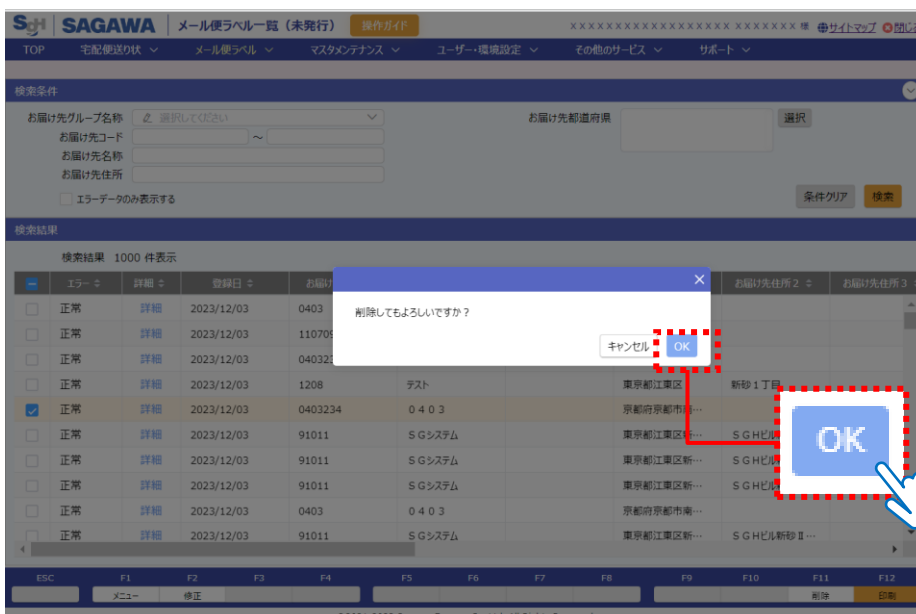 SGH SAGAWA メール便ラベル一覧（未発行） 操作ガイド ××××××××××××××××××× ××××××× 様 サイトマップ 閉じ
TOP 宅配便送り状 メール便ラベル マスタメンテナンス ユーザー・環境設定 その他のサービス サポート
検索条件
お届け先グループ名称 選択してください お届け先都道府県 選択
お届け先コード ～
お届け先名称
お届け先住所
エラーデータのみ表示する 条件クリア 検索
検索結果
検索結果 1000 件表示
エラー 詳細 登録日 お届け お届け先住所２ お届け先住所３
正常 詳細 2023/12/03 0403
削除してもよろしいですか？
正常 詳細 2023/12/03 110709
キャンセル OK
正常 詳細 2023/12/03 040323
正常 詳細 2023/12/03 1208 テスト 東京都江東区 新砂１丁目
正常 詳細 2023/12/03 0403234 ０４０３ 京都府京都市南…
正常 詳細 2023/12/03 91011 ＳＧシステム 東京都江東区新… ＳＧＨビル
OK
正常 詳細 2023/12/03 91011 ＳＧシステム 東京都江東区新… ＳＧＨビル
正常 詳細 2023/12/03 91011 ＳＧシステム 東京都江東区新… ＳＧＨビル
正常 詳細 2023/12/03 0403 ０４０３ 京都府京都市南…
正常 詳細 2023/12/03 91011 ＳＧシステム 東京都江東区新… ＳＧＨビル新砂Ⅱ…
ESC F1 F2 F3 F4 F5 F6 F7 F8 F9 F10 F11 F12
メニュー 修正 削除 印刷